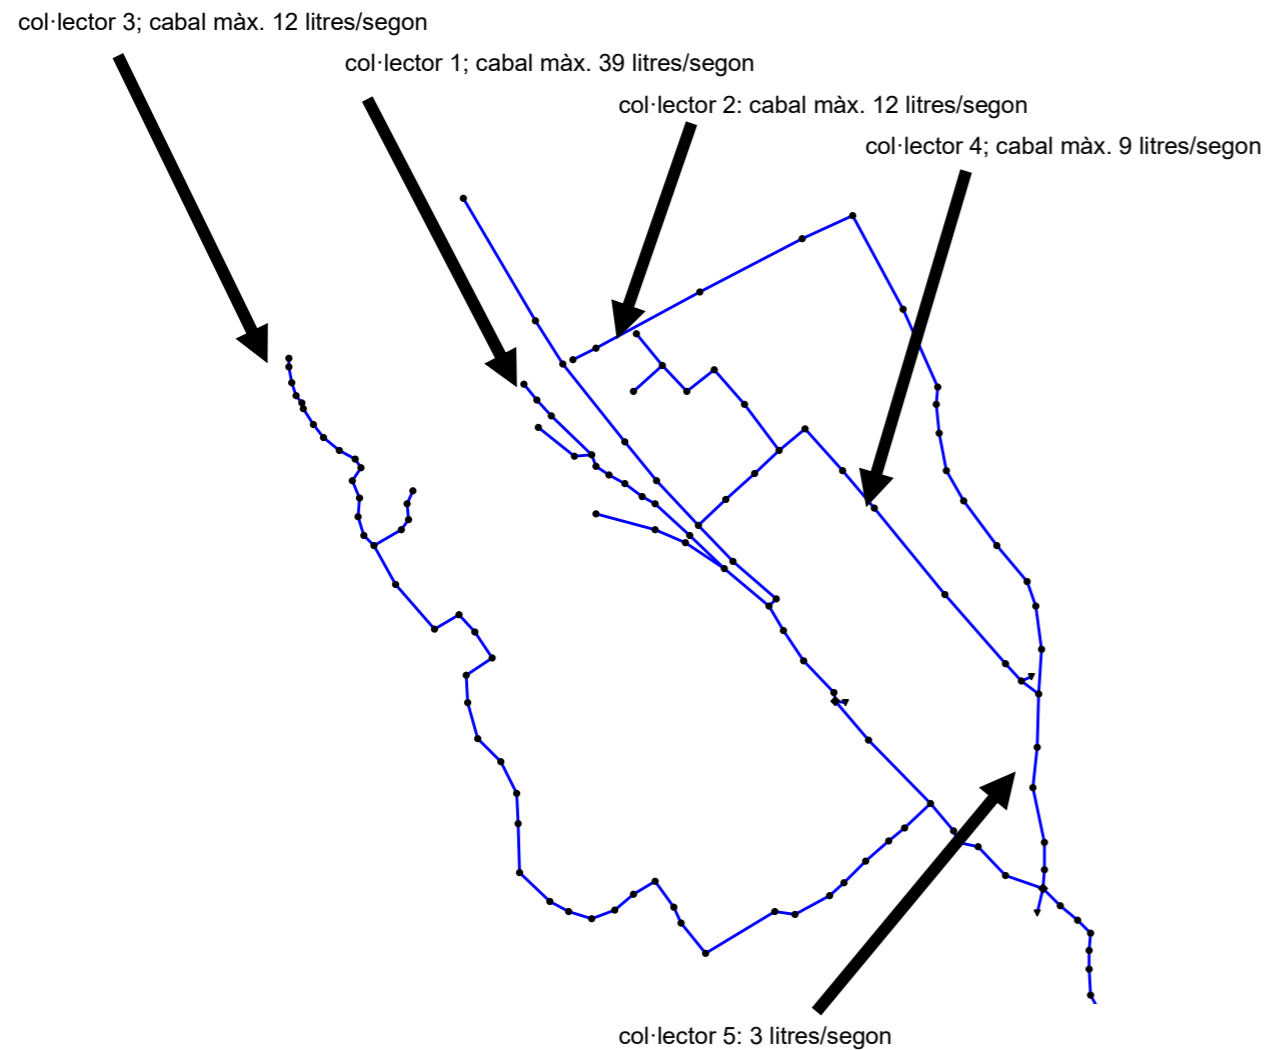 col·lector 3; cabal màx. 12 litres/segon
col·lector 1; cabal màx. 39 litres/segon
col·lector 2: cabal màx. 12 litres/segon
col·lector 4; cabal màx. 9 litres/segon
col·lector 5: 3 litres/segon